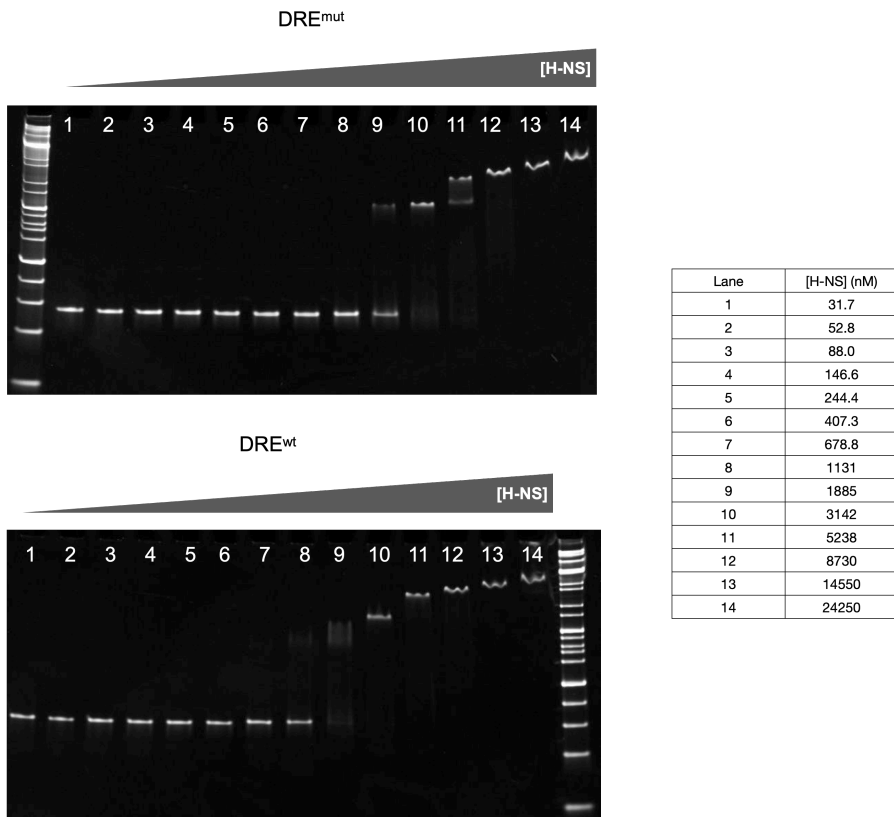 DREmut
[H-NS]
1 2 3 4 5 6 7 8 9 10 11 12 13 14
DREwt
[H-NS]
1 2 3 4 5 6 7 8 9 10 11 12 13 14
Lane [H-NS] (nM)
1 31.7
2 52.8
3 88.0
4 146.6
5 244.4
6 407.3
7 678.8
8 1131
9 1885
10 3142
11 5238
12 8730
13 14550
14 24250